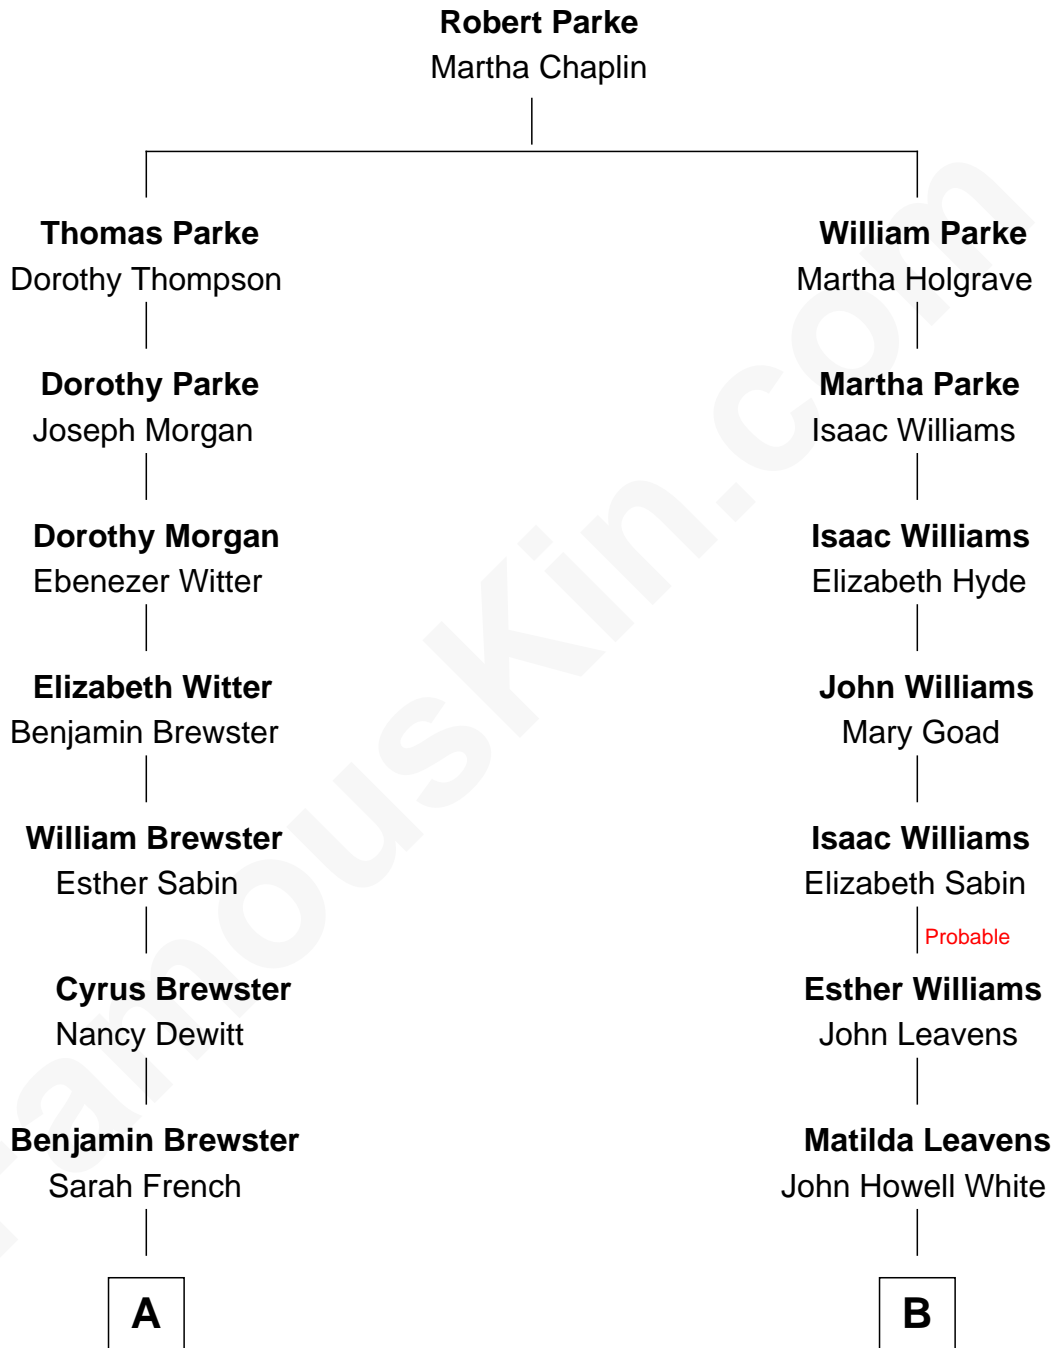 Robert Parke
Martha Chaplin
Thomas Parke
Dorothy Thompson
William Parke
Martha Holgrave
Dorothy Parke
Joseph Morgan
Martha Parke
Isaac Williams
Dorothy Morgan
Ebenezer Witter
Isaac Williams
Elizabeth Hyde
Elizabeth Witter
Benjamin Brewster
John Williams
Mary Goad
William Brewster
Esther Sabin
Isaac Williams
Elizabeth Sabin
Probable
Cyrus Brewster
Nancy Dewitt
Esther Williams
John Leavens
Benjamin Brewster
Sarah French
Matilda Leavens
John Howell White
A
B
FamousKin.com